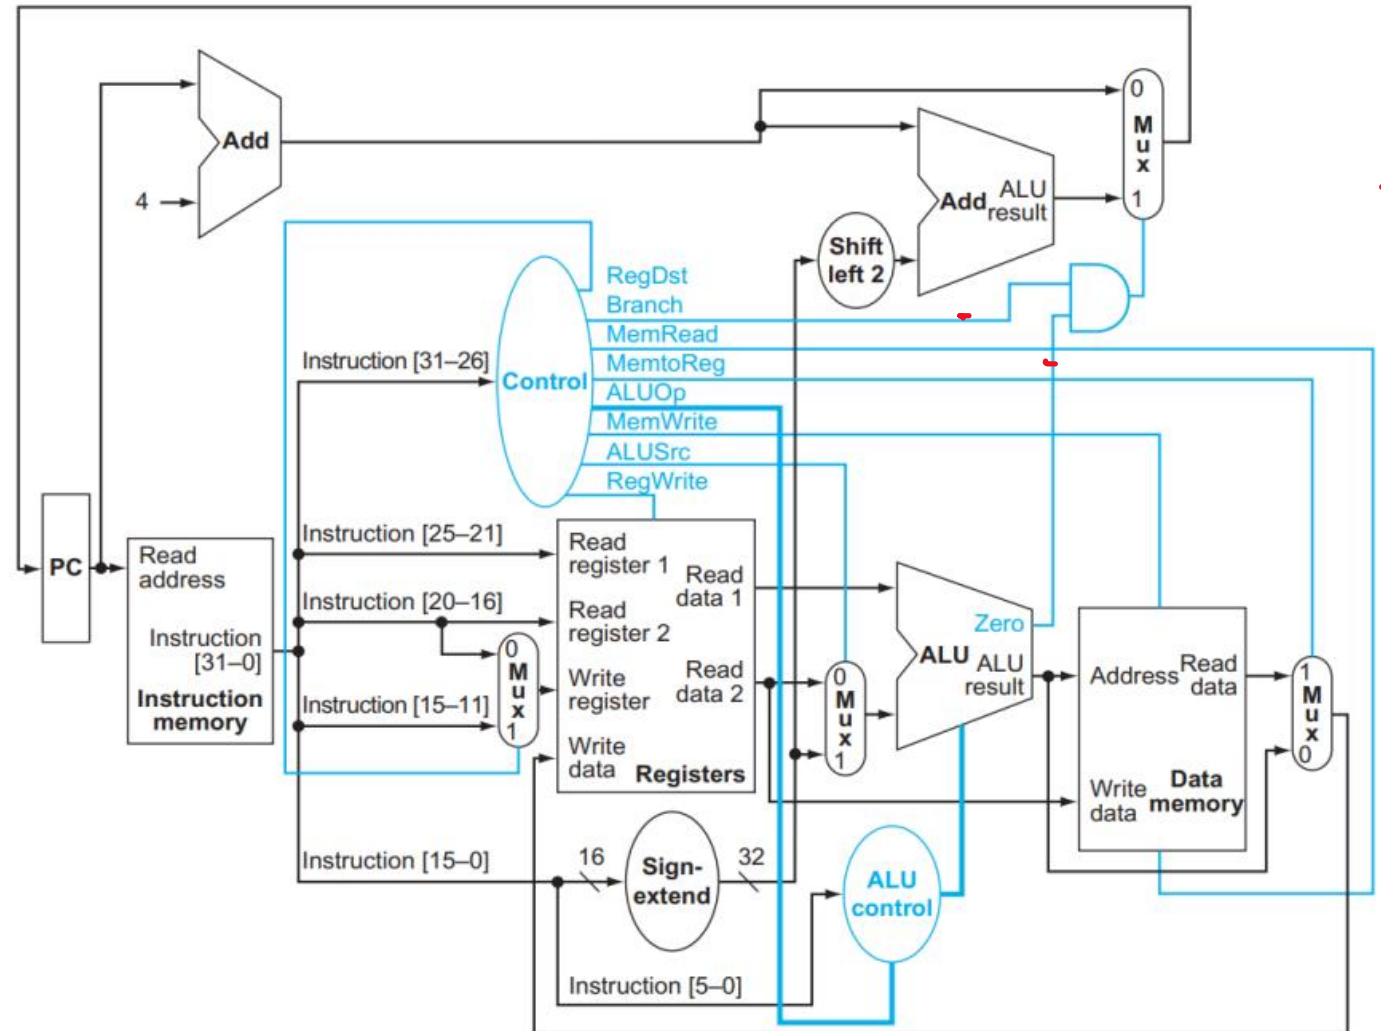 0
M
u
x
1
Add
4
Add
ALU
result
Shift
left 2
RegDst
Branch
MemRead
MemtoReg
ALUOp
MemWrite
ALUSrc
RegWrite
Control
Instruction [31–26]
Instruction [25–21]
Instruction [20–16]
Instruction [15–11]
Instruction [15–0]
Instruction [5–0]
PC
Read
address
Instruction
[31–0]
Instruction
memory
0
M
u
x
1
Read
register 1
Read
register 2
Write
register
Write
data
Read
data 1
Read
data 2
Registers
0
M
u
x
1
Zero
ALU
ALU
result
Address
Read
data
Write
data
Data
memory
1
M
u
x
0
16
Sign-
extend
32
ALU
control